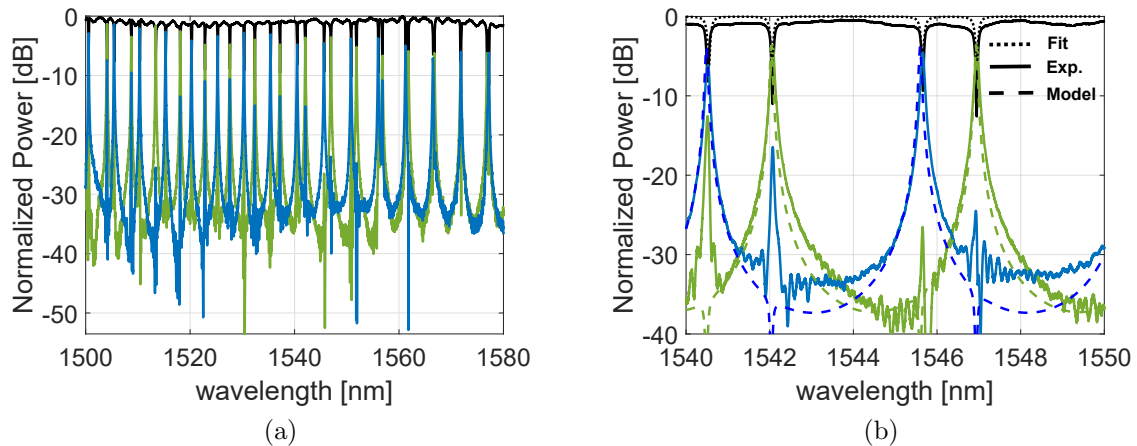 0
-10
-20
-30
-40
-50
Normalized Power [dB]
1500
1520
1540
1560
1580
wavelength [nm]
(a)
0
-10
-20
-30
-40
Normalized Power [dB]
Fit
Exp.
Model
1540
1542
1544
1546
1548
1550
wavelength [nm]
(b)